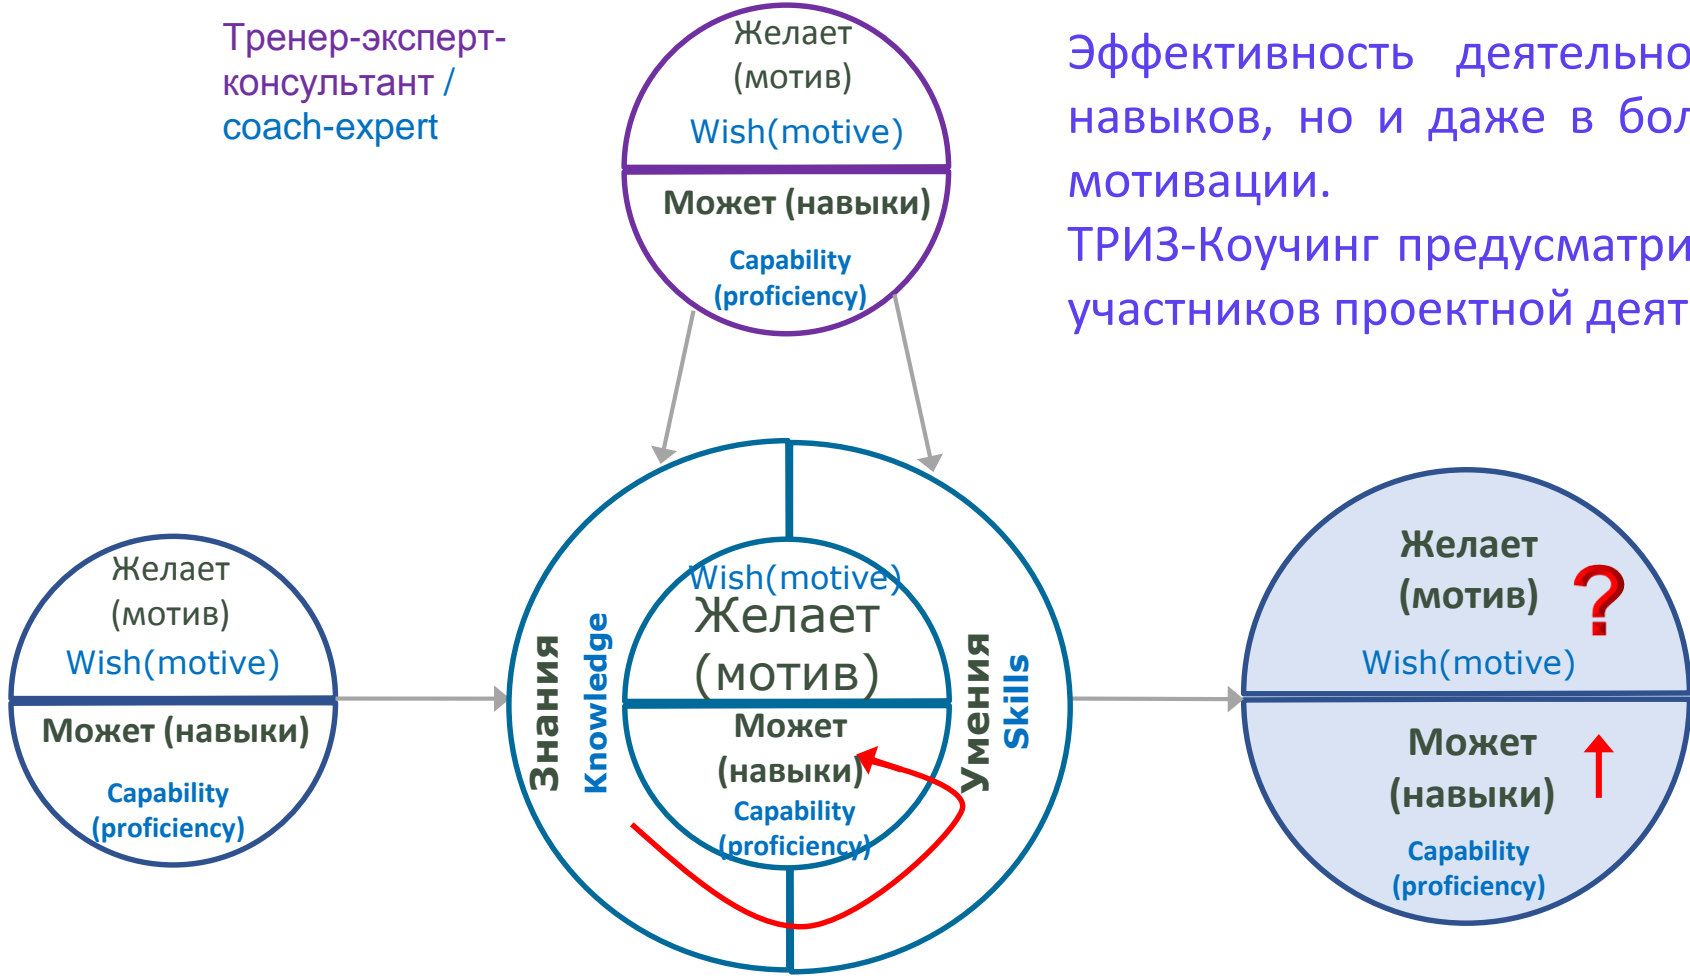 Тренер-эксперт-
консультант /
coach-expert
Желает
(мотив)
Wish(motive)
Может (навыки)
Capability
(proficiency)
Эффективность деятельно
навыков, но и даже в бол
мотивации.
ТРИЗ-Коучинг предусматри
участников проектной деят
Желает
(мотив)
Wish(motive)
Может (навыки)
Capability
(proficiency)
Знания
Knowledge
Wish(motive)
Желает
(мотив)
Может
(навыки)
Capability
(proficiency)
Умения
Skills
Желает
(мотив)
?
Wish(motive)
Может
(навыки)
Capability
(proficiency)